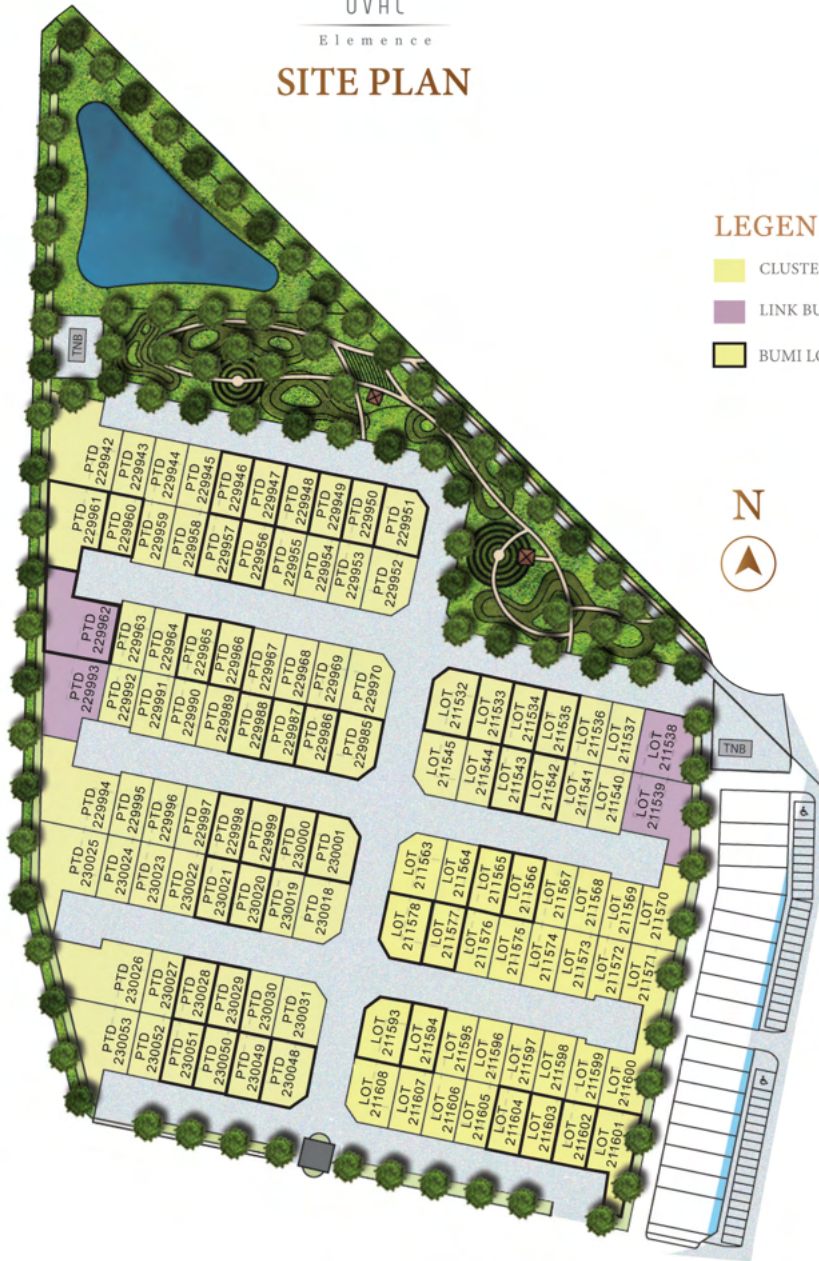 Elemence
SITE PLAN
LEGEN
CLUSTE
LINK BU
BUMI LO
N
TNB
PTD 229942
PTD 229943
PTD 229944
PTD 229945
PTD 229946
PTD 229947
PTD 229948
PTD 229949
PTD 229950
PTD 229951
PTD 229961
PTD 229960
PTD 229959
PTD 229958
PTD 229957
PTD 229956
PTD 229955
PTD 229954
PTD 229953
PTD 229952
PTD 229962
PTD 229963
PTD 229964
PTD 229965
PTD 229966
PTD 229967
PTD 229968
PTD 229969
PTD 229970
PTD 229993
PTD 229992
PTD 229991
PTD 229990
PTD 229989
PTD 229988
PTD 229987
PTD 229986
PTD 229985
LOT 211532
LOT 211533
LOT 211534
LOT 211535
LOT 211536
LOT 211537
LOT 211538
TNB
LOT 211545
LOT 211544
LOT 211543
LOT 211542
LOT 211541
LOT 211540
LOT 211539
PTD 229994
PTD 229995
PTD 229996
PTD 229997
PTD 229998
PTD 229999
PTD 230000
PTD 230001
PTD 230025
PTD 230024
PTD 230023
PTD 230022
PTD 230021
PTD 230020
PTD 230019
PTD 230018
LOT 211563
LOT 211564
LOT 211565
LOT 211566
LOT 211567
LOT 211568
LOT 211569
LOT 211570
LOT 211578
LOT 211577
LOT 211576
LOT 211575
LOT 211574
LOT 211573
LOT 211572
LOT 211571
PTD 230026
PTD 230027
PTD 230028
PTD 230029
PTD 230030
PTD 230031
PTD 230053
PTD 230052
PTD 230051
PTD 230050
PTD 230049
PTD 230048
LOT 211593
LOT 211594
LOT 211595
LOT 211596
LOT 211597
LOT 211598
LOT 211599
LOT 211600
LOT 211608
LOT 211607
LOT 211606
LOT 211605
LOT 211604
LOT 211603
LOT 211602
LOT 211601